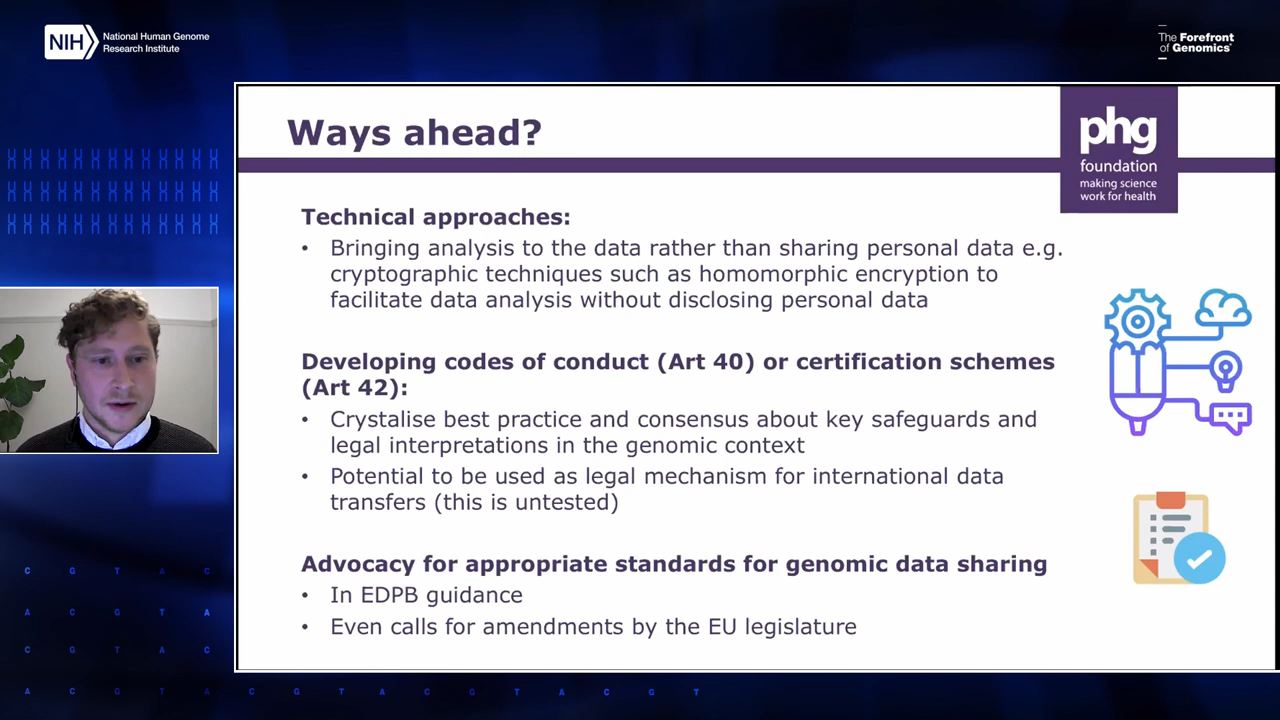 NIH
National Human Genome
Research Institute
The Forefront
of Genomics®
Ways ahead?
phg
foundation
making science
work for health
Technical approaches:
• Bringing analysis to the data rather than sharing personal data e.g.
cryptographic techniques such as homomorphic encryption to
facilitate data analysis without disclosing personal data
Developing codes of conduct (Art 40) or certification schemes
(Art 42):
• Crystalise best practice and consensus about key safeguards and
legal interpretations in the genomic context
• Potential to be used as legal mechanism for international data
transfers (this is untested)
Advocacy for appropriate standards for genomic data sharing
• In EDPB guidance
• Even calls for amendments by the EU legislature
C G T A C
A C G T A
C G T A C
A C G T A C G T A C G T A C G T